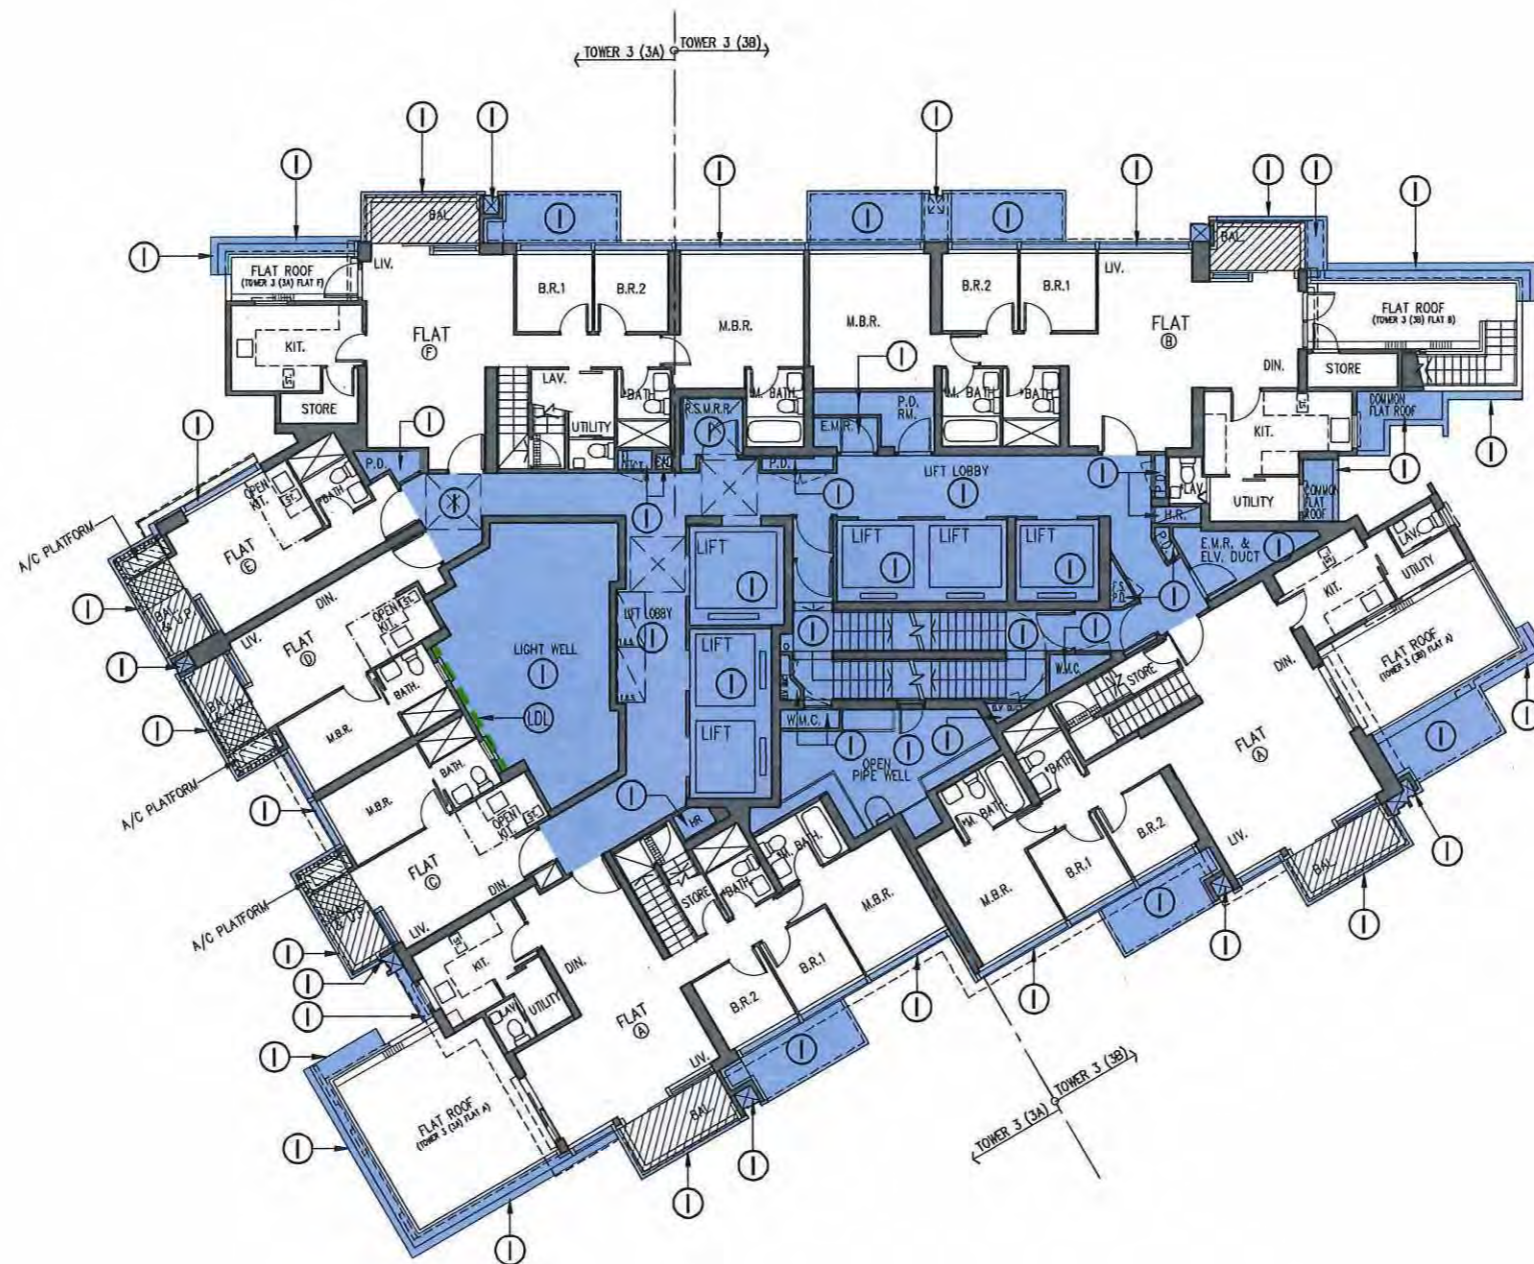 TOWER 3 (3A)
TOWER 3 (3B)
I
I
I
I
I
I
I
I
I
I
I
I
I
I
BAL.
BAL.
LIV.
LIV.
FLAT ROOF
(TOWER 3 (3A) FLAT F)
B.R.1
B.R.2
M.B.R.
M.B.R.
B.R.2
B.R.1
FLAT
F
FLAT
B
FLAT ROOF
(TOWER 3 (3B) FLAT B)
KIT.
DIN.
STORE
STORE
LAV.
BATH
M. BATH
M. BATH
BATH
UTILITY
R.S.M.R.R.
I
P.D.
RM.
E.M.R.
I
COMMON
FLAT ROOF
I
KIT.
P.D.
I
I
P.D.
I
LIFT LOBBY
I
I
LAV.
UTILITY
COMMON
FLAT
ROOF
I
H.R.
OPEN
KIT.
BATH
A/C PLATFORM
FLAT
E
LIFT
I
LIFT
I
LIFT
LIFT
I
E.M.R. &
ELV. DUCT
I
LAV.
KIT.
UTILITY
DIN.
OPEN
KIT.
LIV.
FLAT
D
BATH.
LIGHT WELL
I
LIFT LOBBY
I
LIFT
I
I
I
I
W.M.C.
STORE
DIN.
FLAT ROOF
(TOWER 3 (3B) FLAT A)
LDL
M.B.R.
A/C PLATFORM
I
I
LIFT
W.M.C.
I
I
I
OPEN
PIPE WELL
FLAT
A
I
M.B.R.
BATH.
OPEN
KIT.
I
HR
M. BATH.
M. BATH.
BATH
B.R.2
B.R.1
M.B.R.
LIV.
BAL.
FLAT
C
DIN.
LIV.
A/C PLATFORM
STORE
BATH
M.B.R.
I
I
I
I
I
I
I
KIT.
DIN.
UTILITY
LAV.
B.R.1
B.R.2
FLAT
A
LIV.
I
BAL.
I
I
I
FLAT ROOF
(TOWER 3 (3A) FLAT A)
I
I
I
I
TOWER 3 (3B)
TOWER 3 (3A)